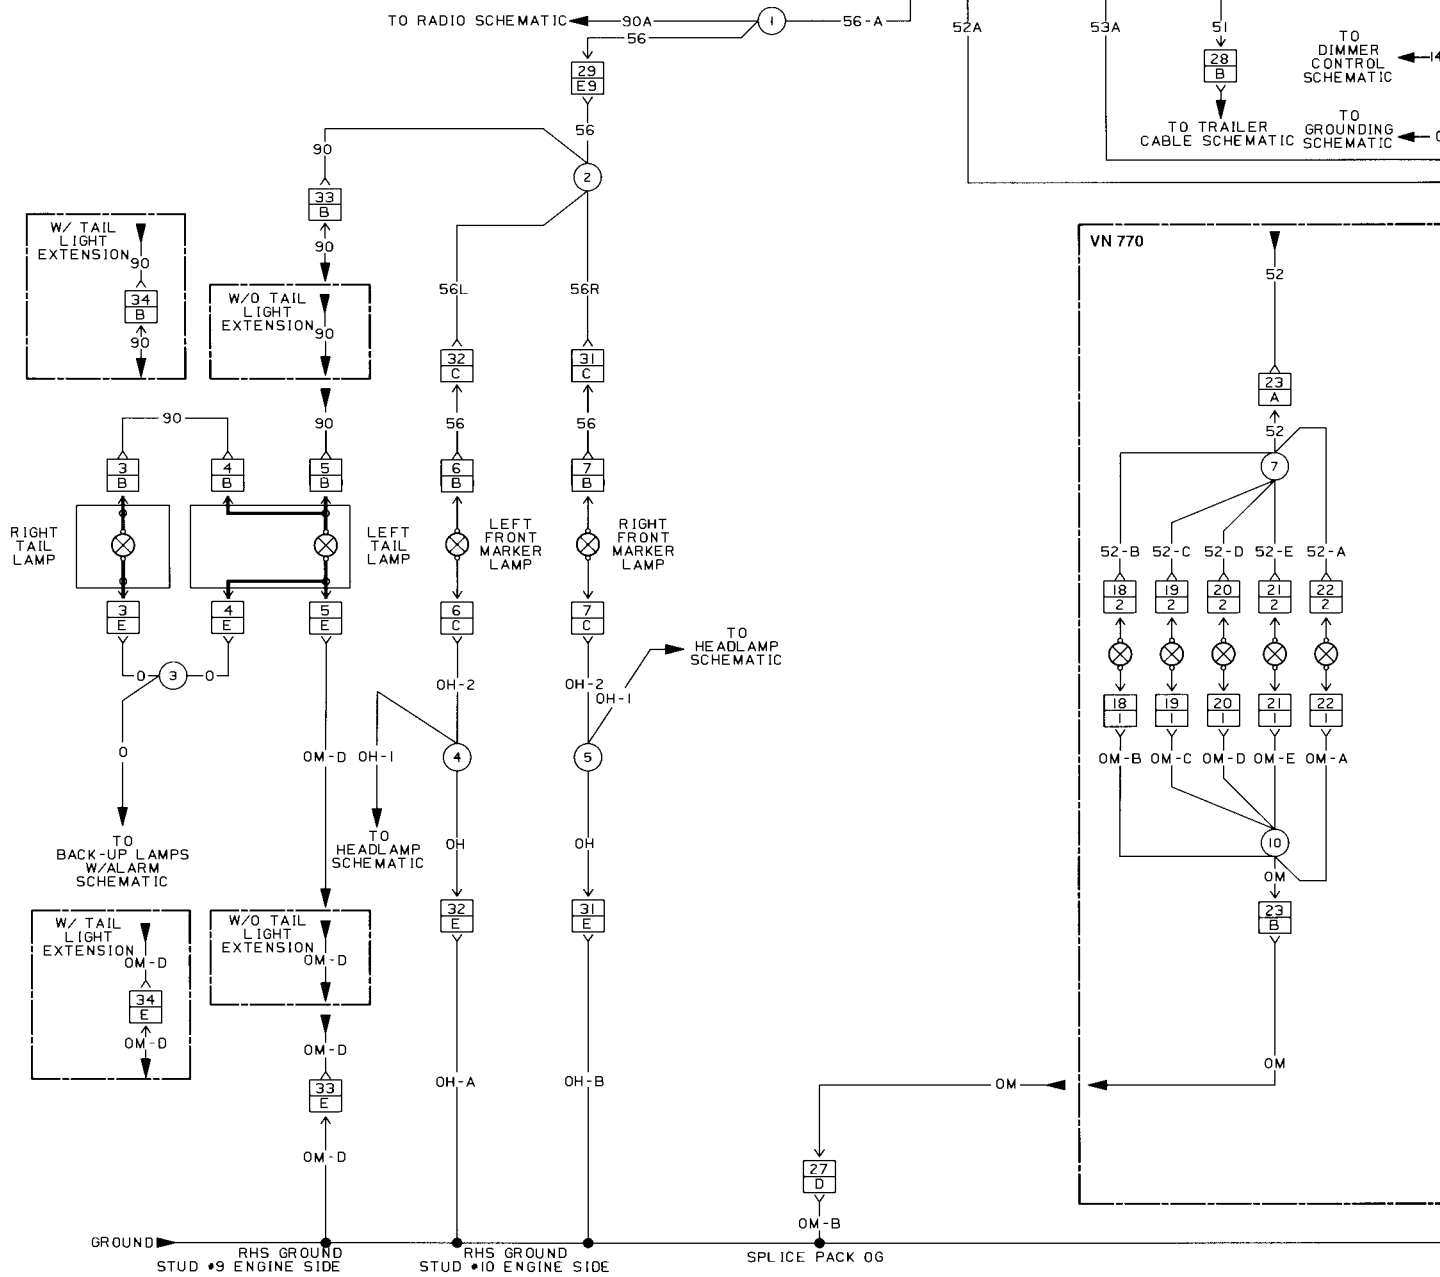 TO RADIO SCHEMATIC
90A
1
56-A
56
52A
53A
51
28
B
TO TRAILER
CABLE SCHEMATIC
TO
DIMMER
CONTROL
SCHEMATIC
14
TO
GROUNDING
SCHEMATIC
29
E9
56
2
90
33
B
90
W/ TAIL
LIGHT
EXTENSION
90
34
B
90
W/O TAIL
LIGHT
EXTENSION
90
56L
56R
32
C
31
C
90
90
56
56
3
B
4
B
5
B
6
B
7
B
RIGHT
TAIL
LAMP
LEFT
TAIL
LAMP
LEFT
FRONT
MARKER
LAMP
RIGHT
FRONT
MARKER
LAMP
3
E
4
E
5
E
6
C
7
C
0
3
0
0
TO
BACK-UP LAMPS
W/ALARM
SCHEMATIC
OH-2
OH-2
OH-1
TO
HEADLAMP
SCHEMATIC
OM-D
OH-1
4
5
TO
HEADLAMP
SCHEMATIC
OH
OH
32
E
31
E
W/ TAIL
LIGHT
EXTENSION
OM-D
34
E
OM-D
W/O TAIL
LIGHT
EXTENSION
OM-D
OM-D
33
E
OM-D
OH-A
OH-B
VN 770
52
23
A
52
7
52-B
52-C
52-D
52-E
52-A
18
2
19
2
20
2
21
2
22
2
18
1
19
1
20
1
21
1
22
1
OM-B
OM-C
OM-D
OM-E
OM-A
10
OM
23
B
OM
OM
27
D
OM-B
GROUND
RHS GROUND
STUD #9 ENGINE SIDE
RHS GROUND
STUD #10 ENGINE SIDE
SPLICE PACK OG